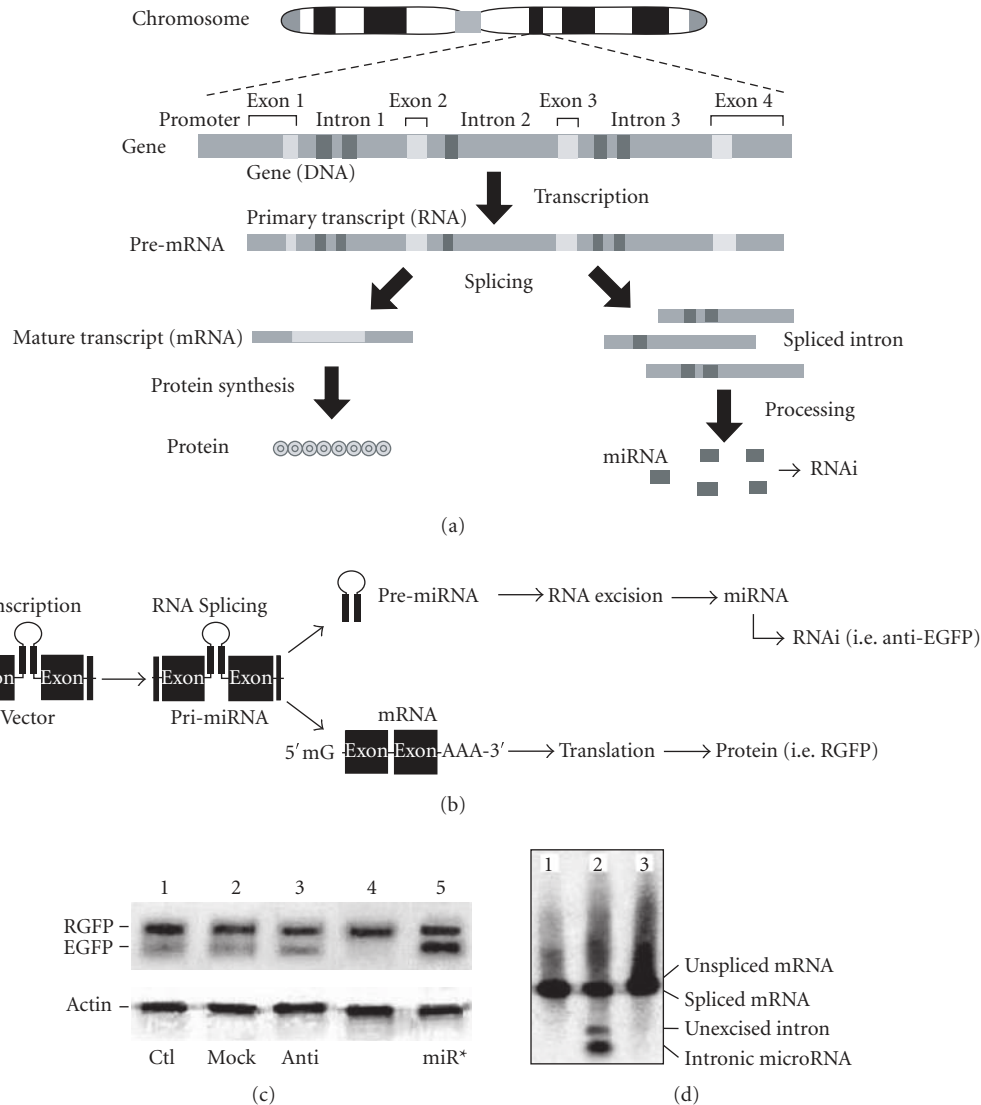 Chromosome
Exon 1 Exon 2 Exon 3 Exon 4
Promoter Intron 1 Intron 2 Intron 3
Gene
Gene (DNA)
Transcription
Primary transcript (RNA)
Pre-mRNA
Splicing
Mature transcript (mRNA)
Spliced intron
Protein synthesis
Processing
Protein
miRNA
RNAi
(a)
nscription
RNA Splicing
Pre-miRNA RNA excision miRNA
RNAi (i.e. anti-EGFP)
on Exon Exon Exon
Vector
Pri-miRNA
mRNA
5′ mG Exon Exon AAA-3′ Translation Protein (i.e. RGFP)
(b)
1 2 3 4 5
RGFP
EGFP
Actin
Ctl Mock Anti miR*
(c)
1 2 3
Unspliced mRNA
Spliced mRNA
Unexcised intron
Intronic microRNA
(d)